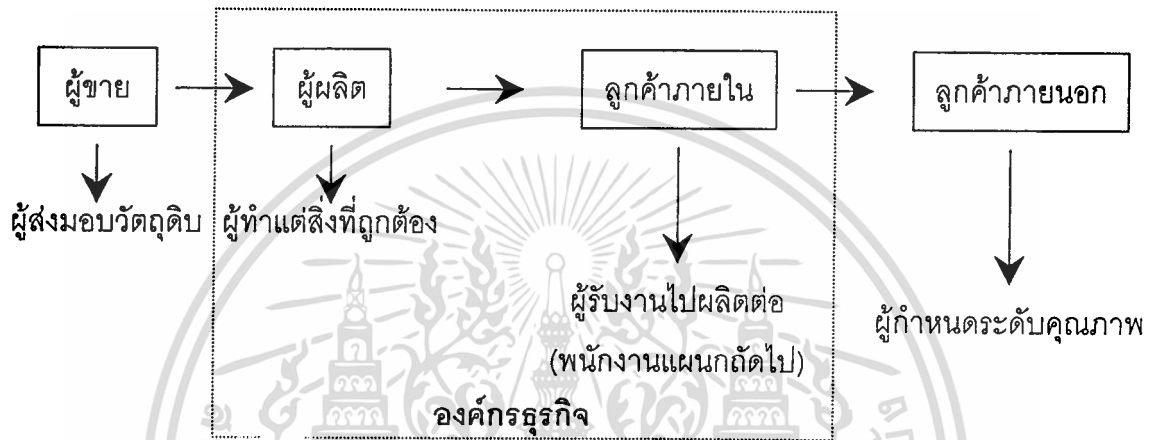 ผู้ขาย
ผู้ผลิต
ลูกค้าภายใน
ลูกค้าภายนอก
ผู้ส่งมอบวัตถุดิบ
ผู้ทำแต่สิ่งที่ถูกต้อง
ผู้รับงานไปผลิตต่อ
(พนักงานแผนกถัดไป)
ผู้กำหนดระดับคุณภาพ
องค์กรธุรกิจ